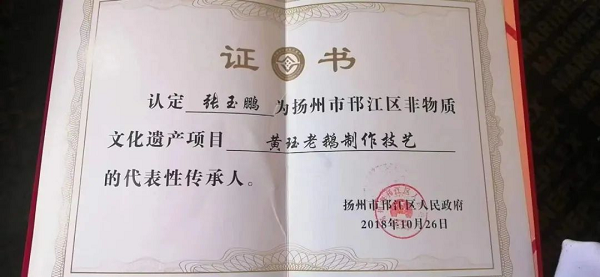 证书
认定 张玉鹏 为扬州市邗江区非物质
文化遗产项目 黄珏老鹅制作技艺
的代表性传承人。
扬州市邗江区人民政府
2018年10月26日